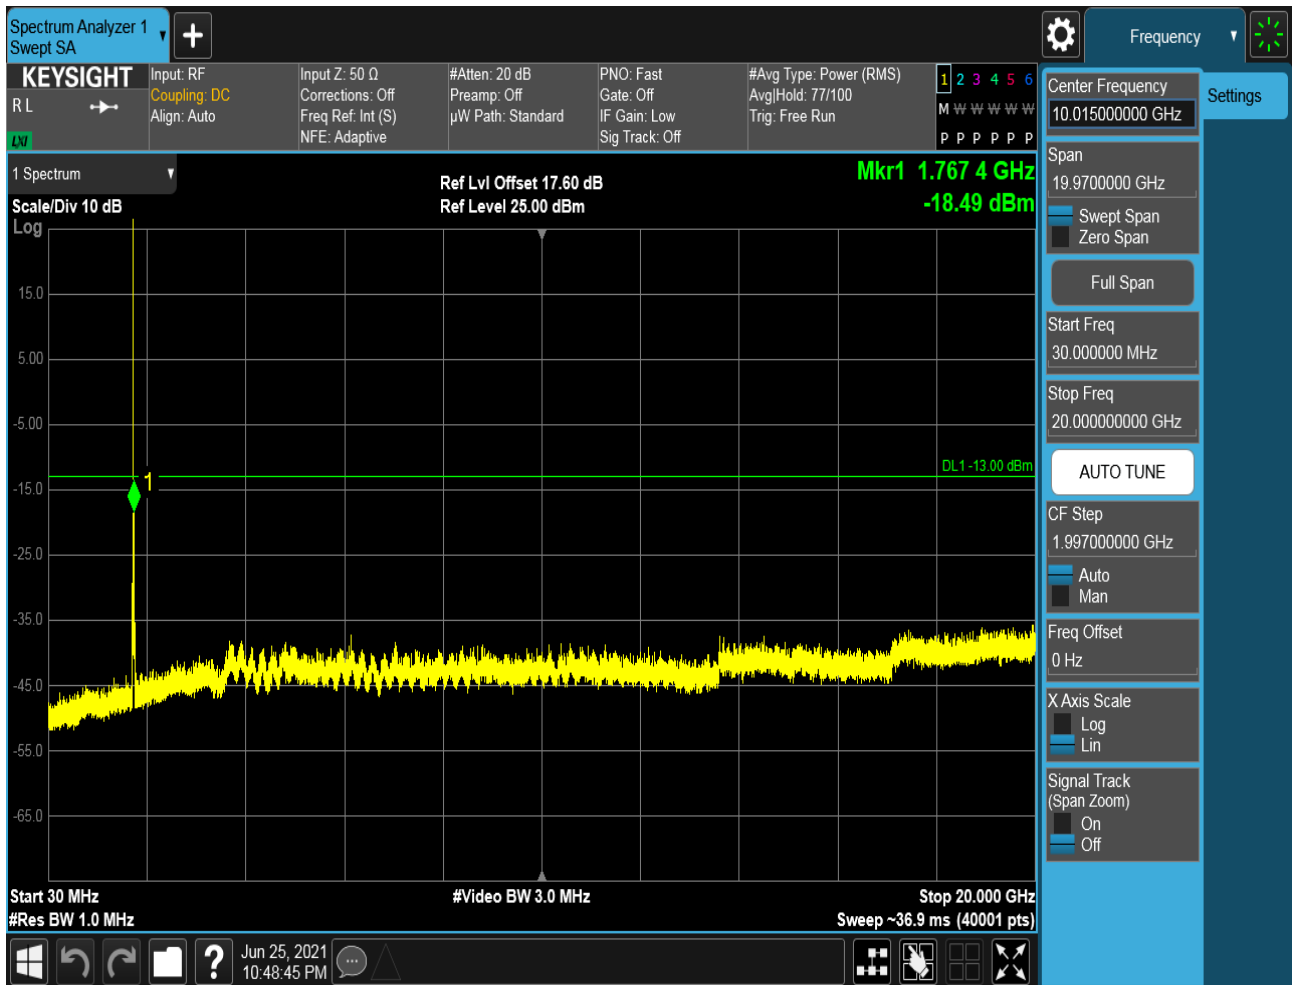 Spectrum Analyzer 1
Swept SA
Frequency
KEYSIGHT
R L
LXI
Input: RF
Coupling: DC
Align: Auto
Input Z: 50 Ω
Corrections: Off
Freq Ref: Int (S)
NFE: Adaptive
#Atten: 20 dB
Preamp: Off
µW Path: Standard
PNO: Fast
Gate: Off
IF Gain: Low
Sig Track: Off
#Avg Type: Power (RMS)
Avg|Hold: 77/100
Trig: Free Run
1 2 3 4 5 6
M W W W W W
P P P P P P
1 Spectrum
Scale/Div 10 dB
Log
Ref Lvl Offset 17.60 dB
Ref Level 25.00 dBm
Mkr1 1.767 4 GHz
-18.49 dBm
15.0
5.00
-5.00
-15.0
-25.0
-35.0
-45.0
-55.0
-65.0
1
DL1 -13.00 dBm
Start 30 MHz
#Res BW 1.0 MHz
#Video BW 3.0 MHz
Stop 20.000 GHz
Sweep ~36.9 ms (40001 pts)
Center Frequency
10.015000000 GHz
Span
19.9700000 GHz
Swept Span
Zero Span
Full Span
Start Freq
30.000000 MHz
Stop Freq
20.000000000 GHz
AUTO TUNE
CF Step
1.997000000 GHz
Auto
Man
Freq Offset
0 Hz
X Axis Scale
Log
Lin
Signal Track
(Span Zoom)
On
Off
Settings
?
Jun 25, 2021
10:48:45 PM